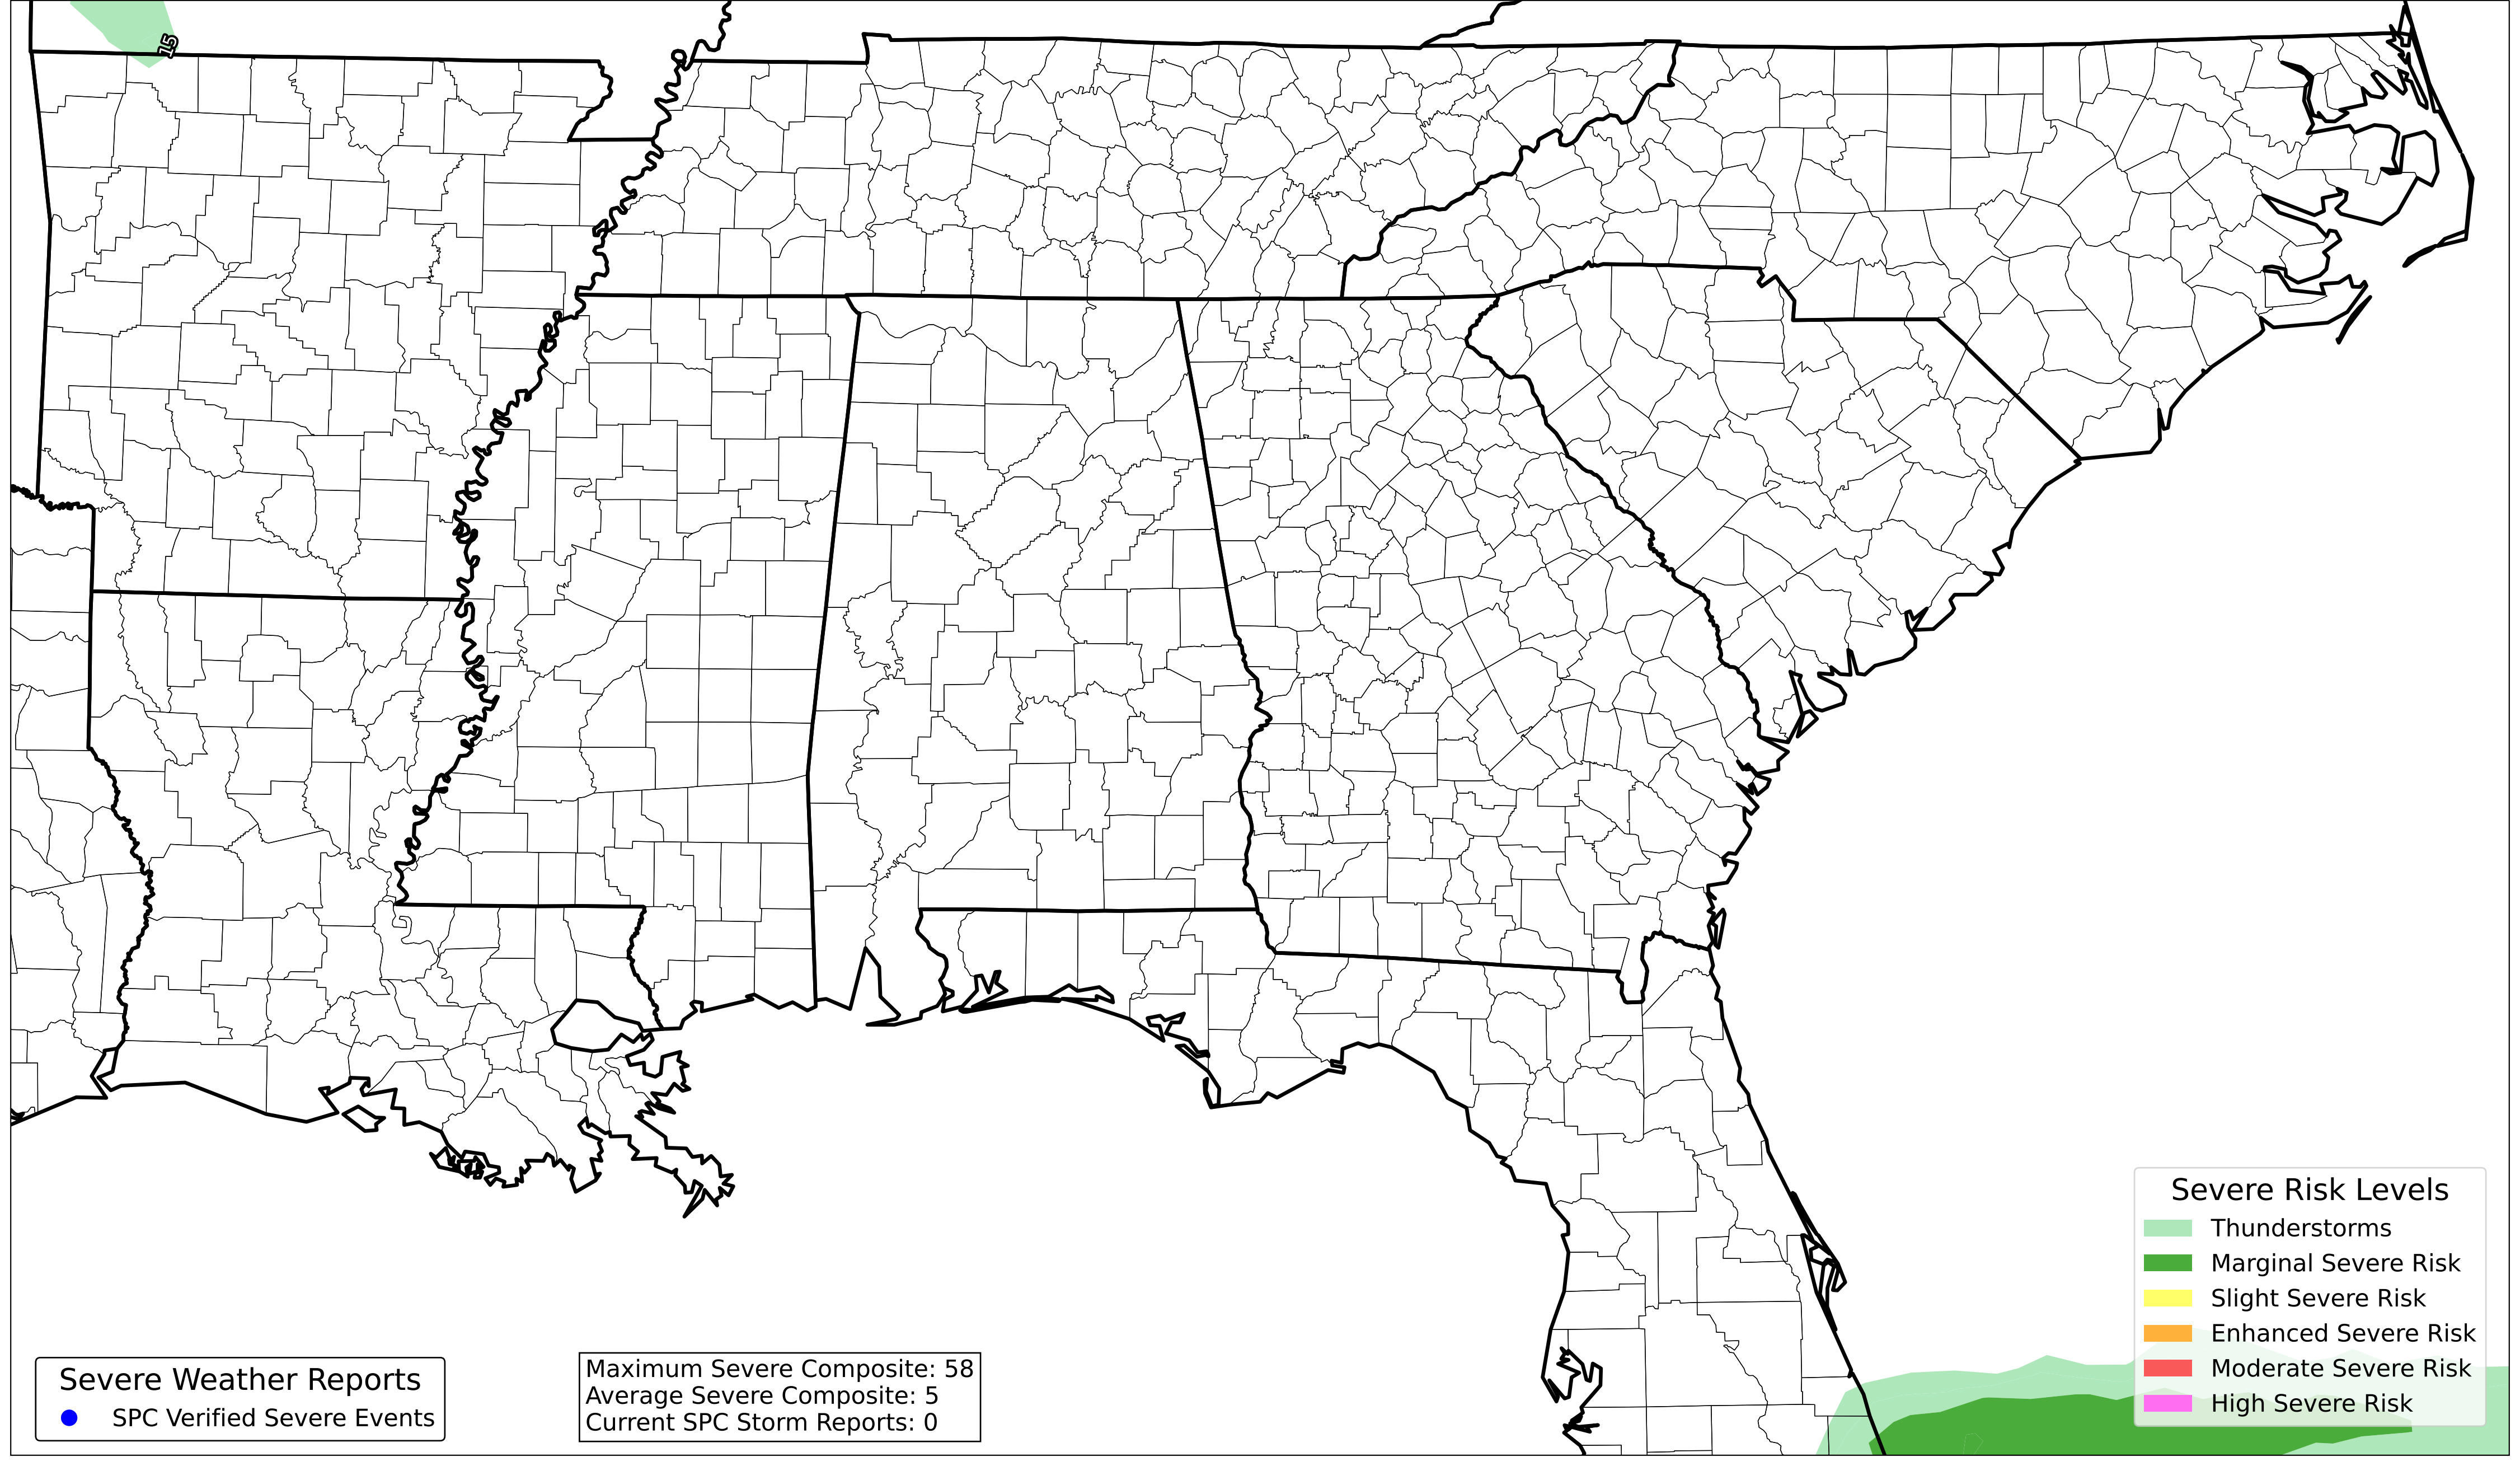 15
Severe Risk Levels
Thunderstorms
Marginal Severe Risk
Slight Severe Risk
Enhanced Severe Risk
Moderate Severe Risk
High Severe Risk
Severe Weather Reports
SPC Verified Severe Events
Maximum Severe Composite: 58
Average Severe Composite: 5
Current SPC Storm Reports: 0